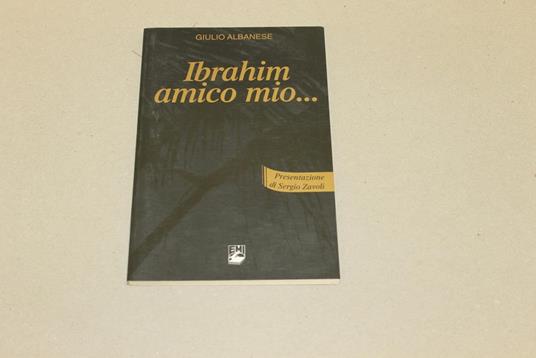 GIULIO ALBANESE
Ibrahim
amico mio...
Presentazione
di Sergio Zavoli
EMI